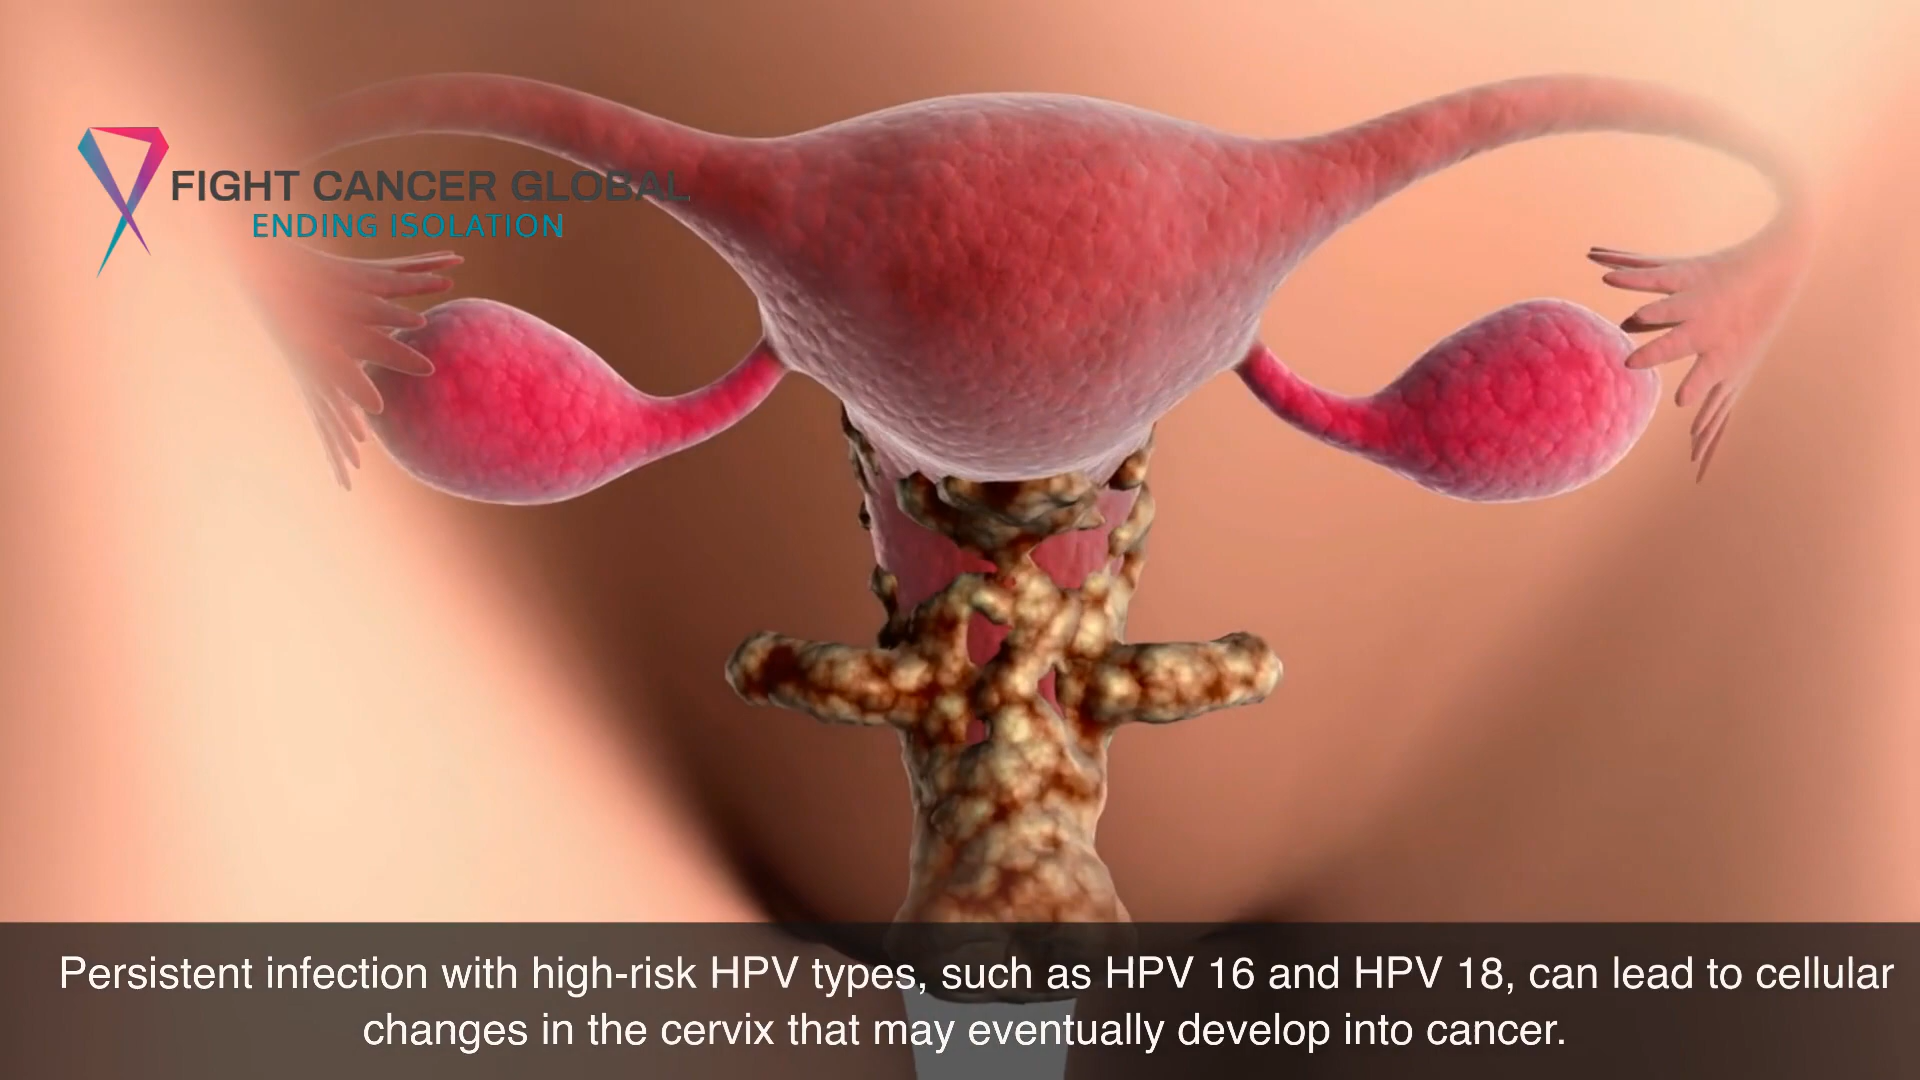 FIGHT CANCER GLOBAL
ENDING ISOLATION
Persistent infection with high-risk HPV types, such as HPV 16 and HPV 18, can lead to cellular
changes in the cervix that may eventually develop into cancer.